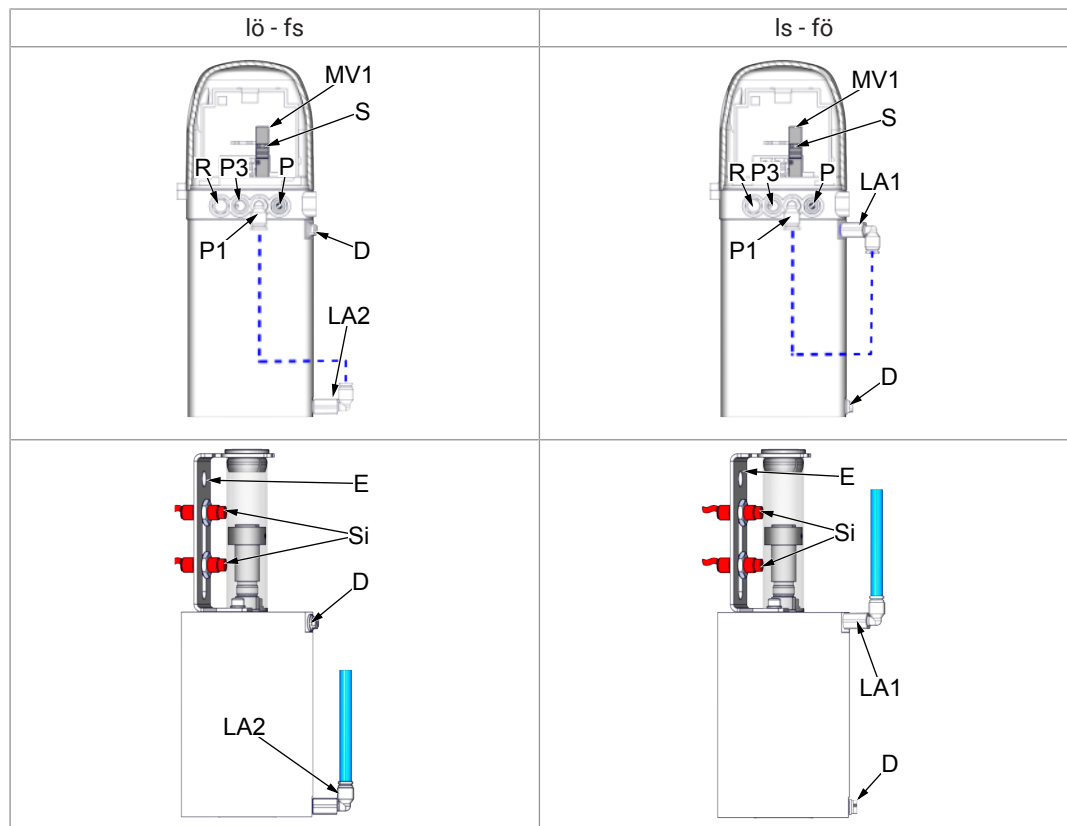 lö - fs
ls - fö
MV1
S
R P3 P
P1
D
LA2
MV1
S
R P3 P
LA1
P1
D
E
Si
D
LA2
E
Si
LA1
D